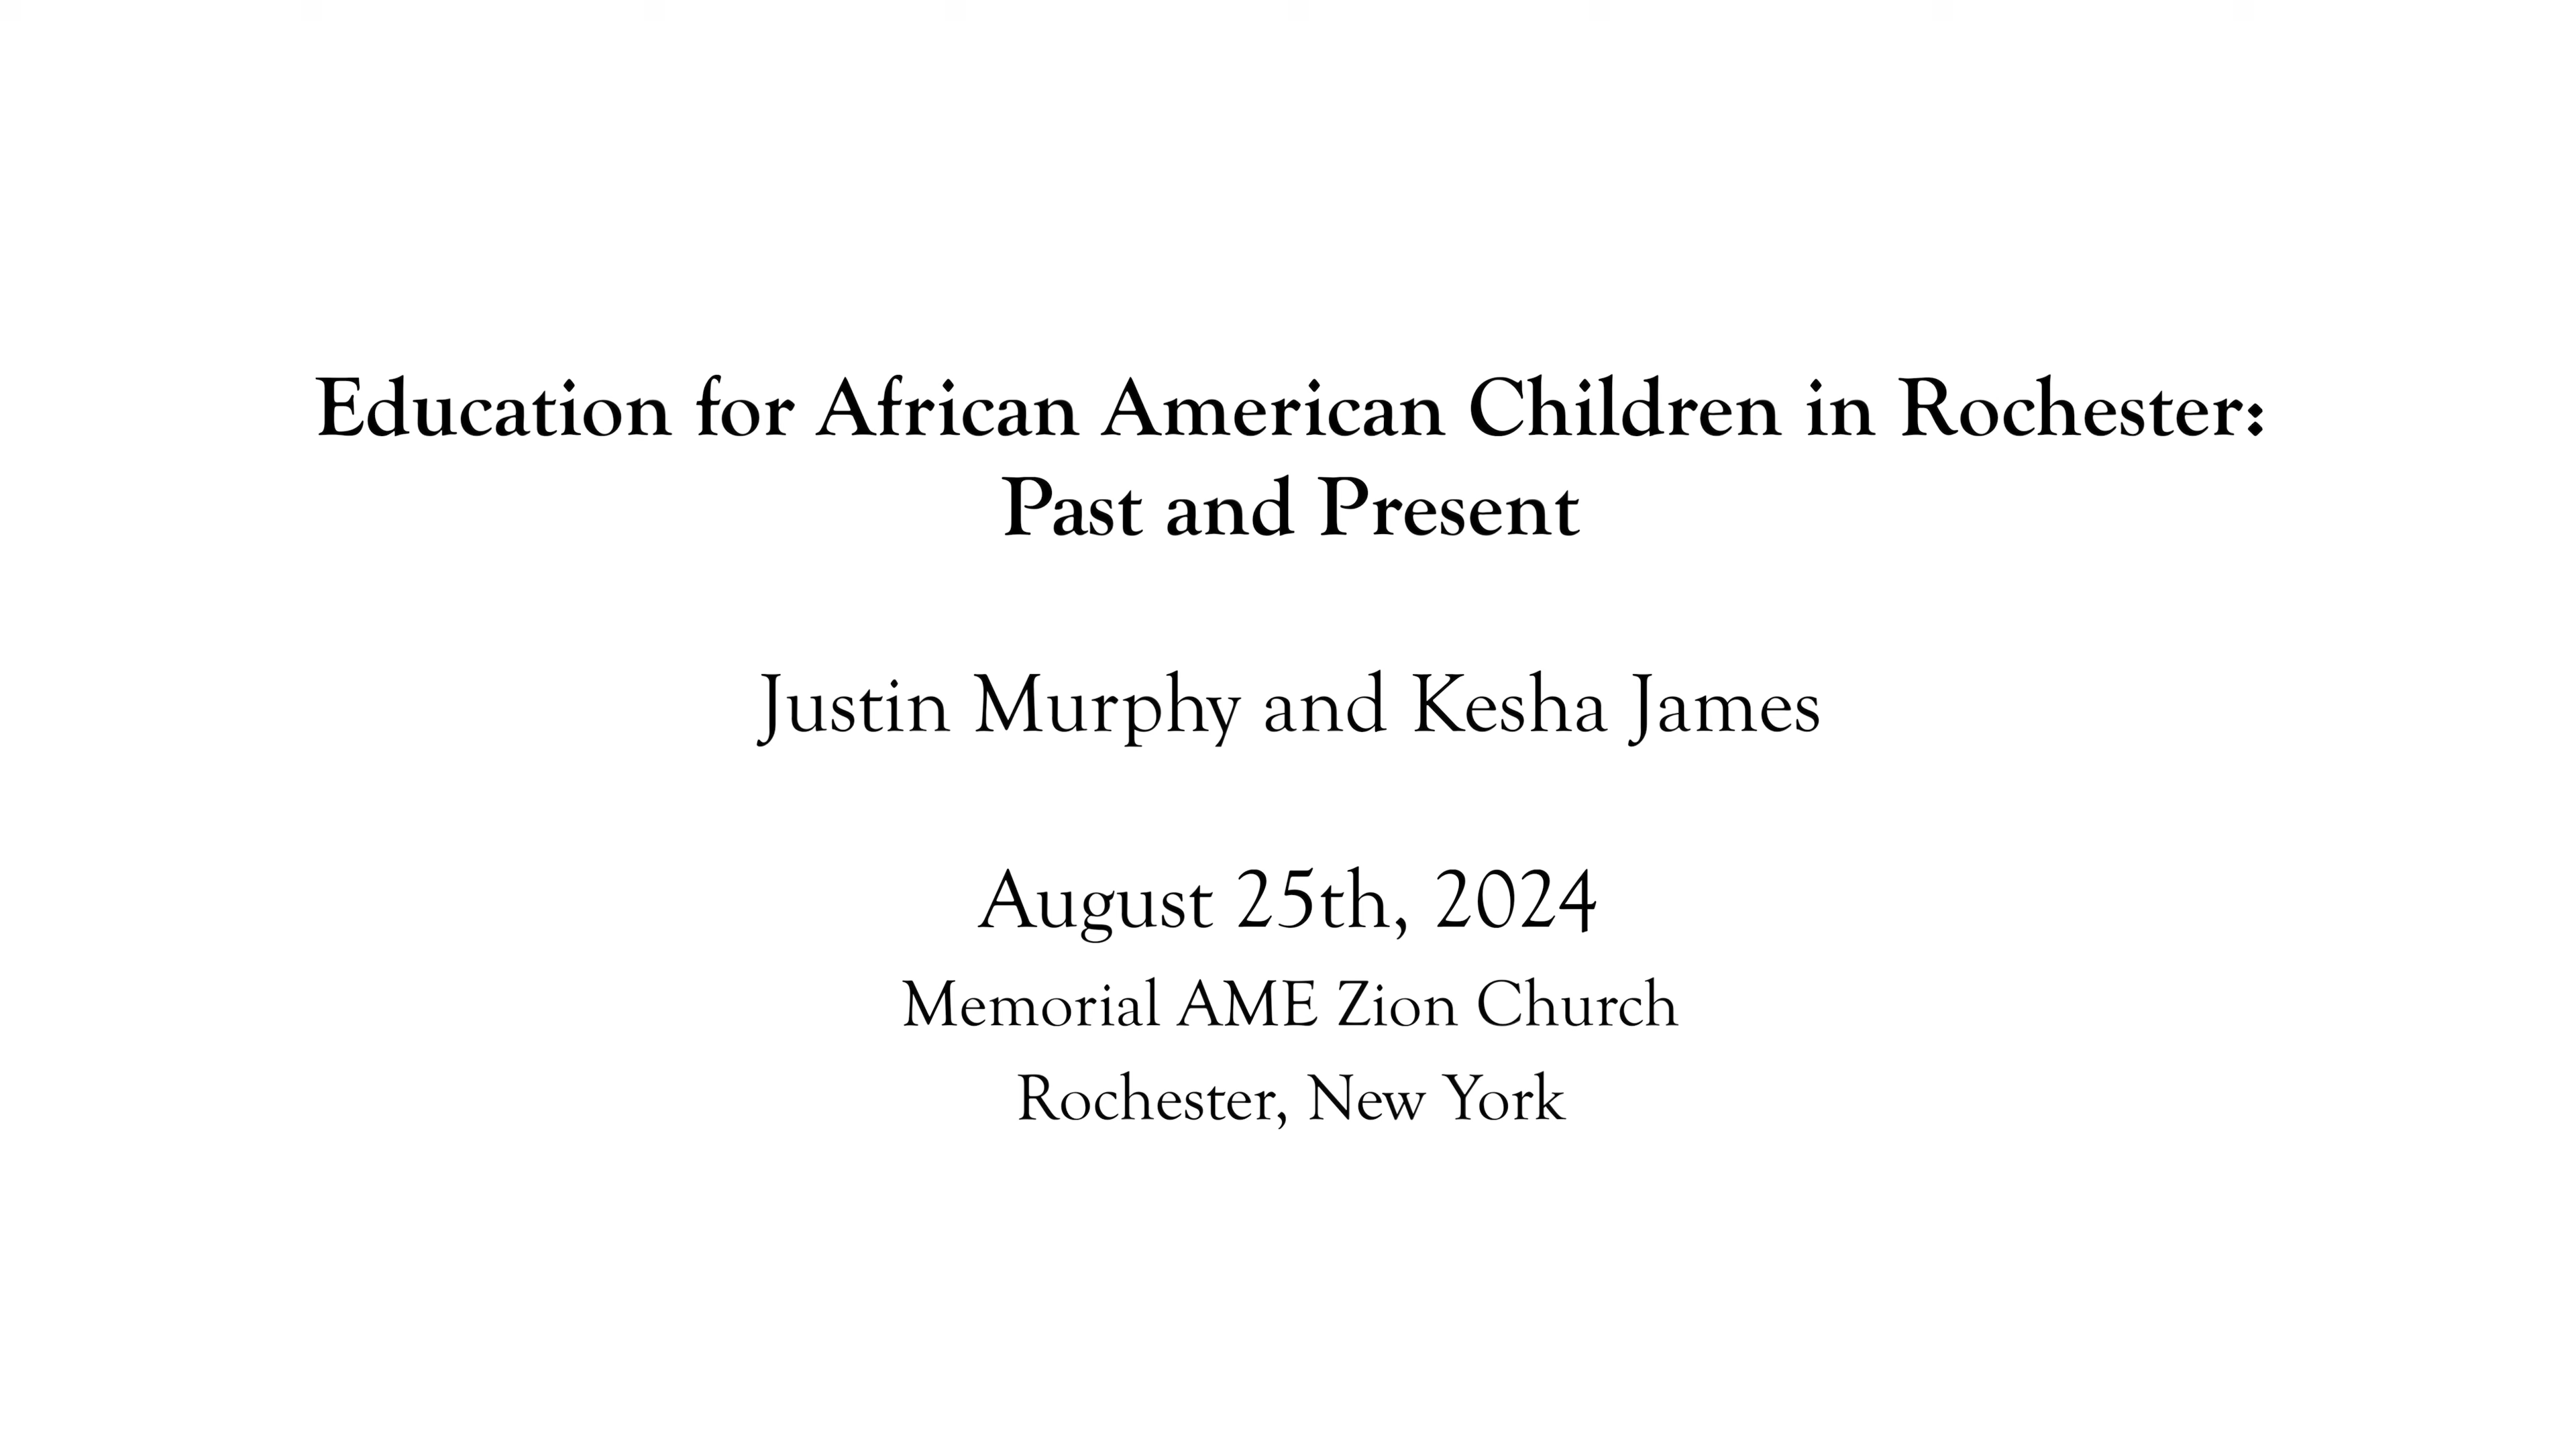 Education for African American Children in Rochester:
Past and Present
Justin Murphy and Kesha James
August 25th, 2024
Memorial AME Zion Church
Rochester, New York